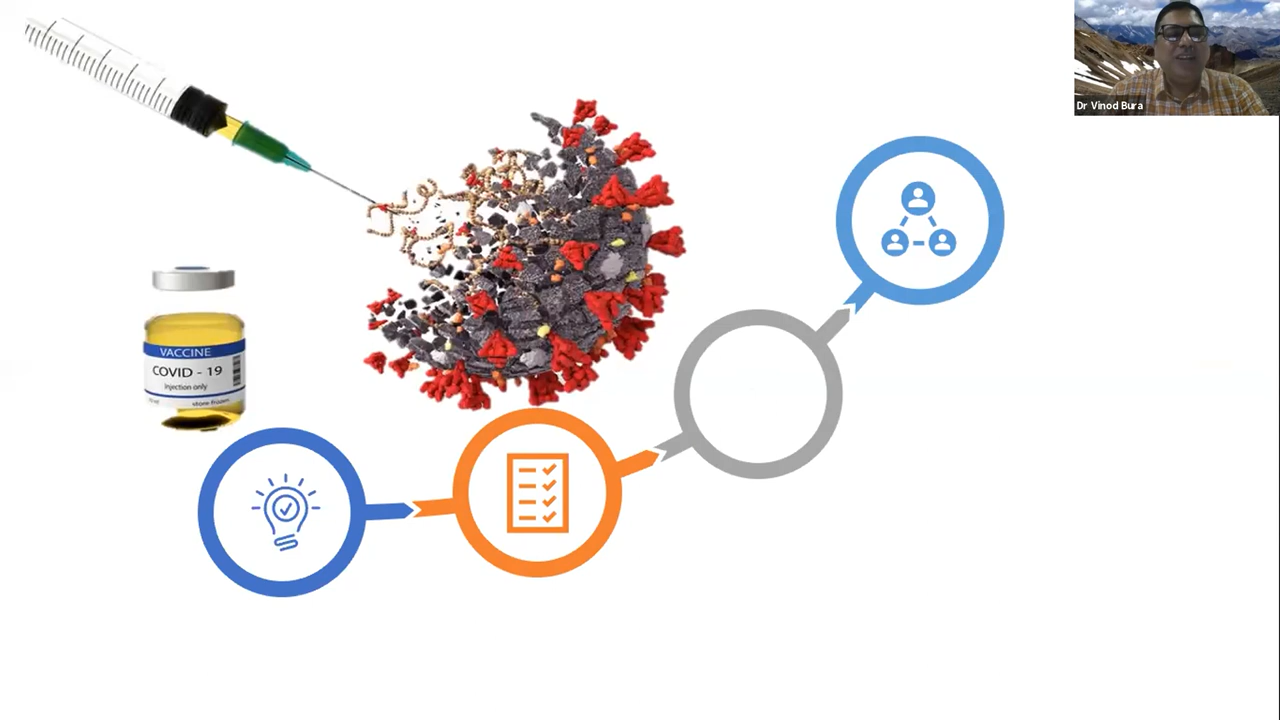 Dr Vinod Bura
VACCINE
COVID - 19
injection only
store frozen